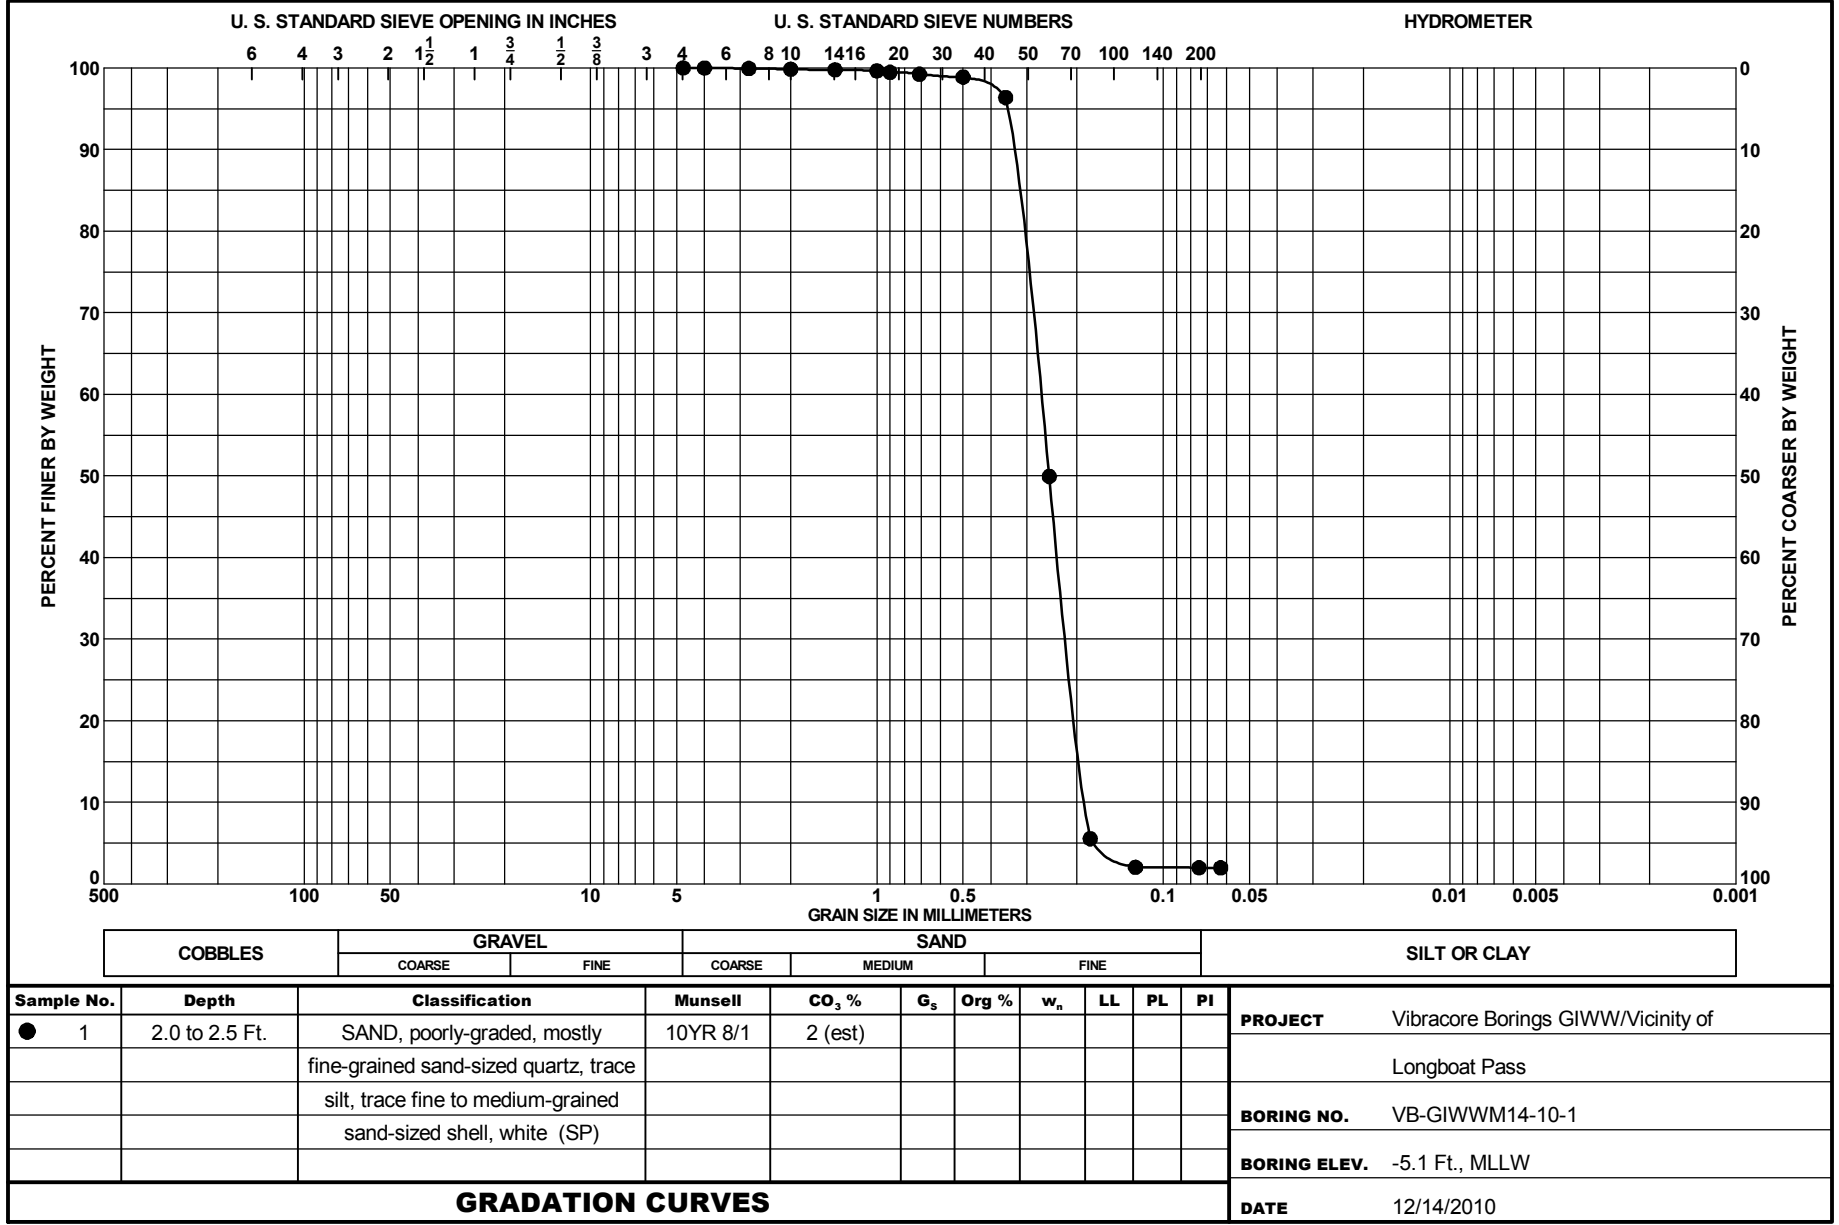 U. S. STANDARD SIEVE OPENING IN INCHES U. S. STANDARD SIEVE NUMBERS HYDROMETER
6 4 3 2 1 1/2 1 3/4 1/2 3/8 3 4 6 8 10 14 16 20 30 40 50 70 100 140 200
100 0
90 10
80 20
70 30
60 40
50 50
40 60
30 70
20 80
10 90
0 100
PERCENT FINER BY WEIGHT
PERCENT COARSER BY WEIGHT
500 100 50 10 5 1 0.5 0.1 0.05 0.01 0.005 0.001
GRAIN SIZE IN MILLIMETERS
COBBLES GRAVEL SAND SILT OR CLAY
COARSE FINE COARSE MEDIUM FINE
Sample No. Depth Classification Munsell CO₃ % Gₛ Org % wₙ LL PL PI
1 2.0 to 2.5 Ft. SAND, poorly-graded, mostly 10YR 8/1 2 (est)
fine-grained sand-sized quartz, trace
silt, trace fine to medium-grained
sand-sized shell, white (SP)
GRADATION CURVES
PROJECT Vibracore Borings GIWW/Vicinity of
Longboat Pass
BORING NO. VB-GIWWM14-10-1
BORING ELEV. -5.1 Ft., MLLW
DATE 12/14/2010